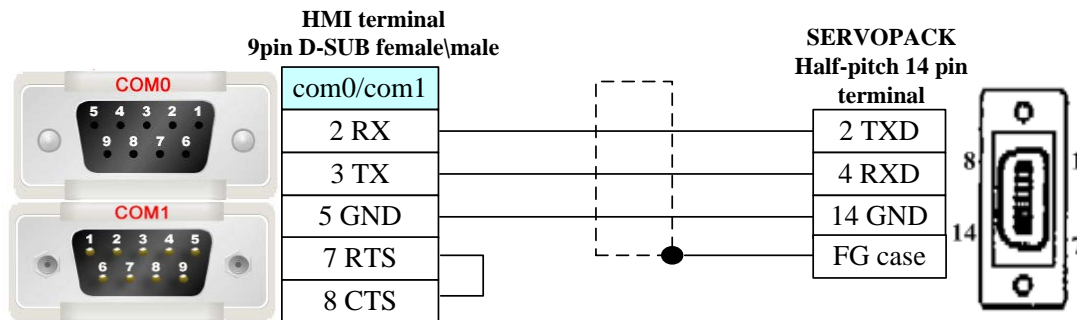 HMI terminal
9pin D-SUB female\male
SERVOPACK
Half-pitch 14 pin
terminal
COM0
5 4 3 2 1
9 8 7 6
COM1
1 2 3 4 5
6 7 8 9
com0/com1
2 RX
3 TX
5 GND
7 RTS
8 CTS
2 TXD
4 RXD
14 GND
FG case
8 1
14 7